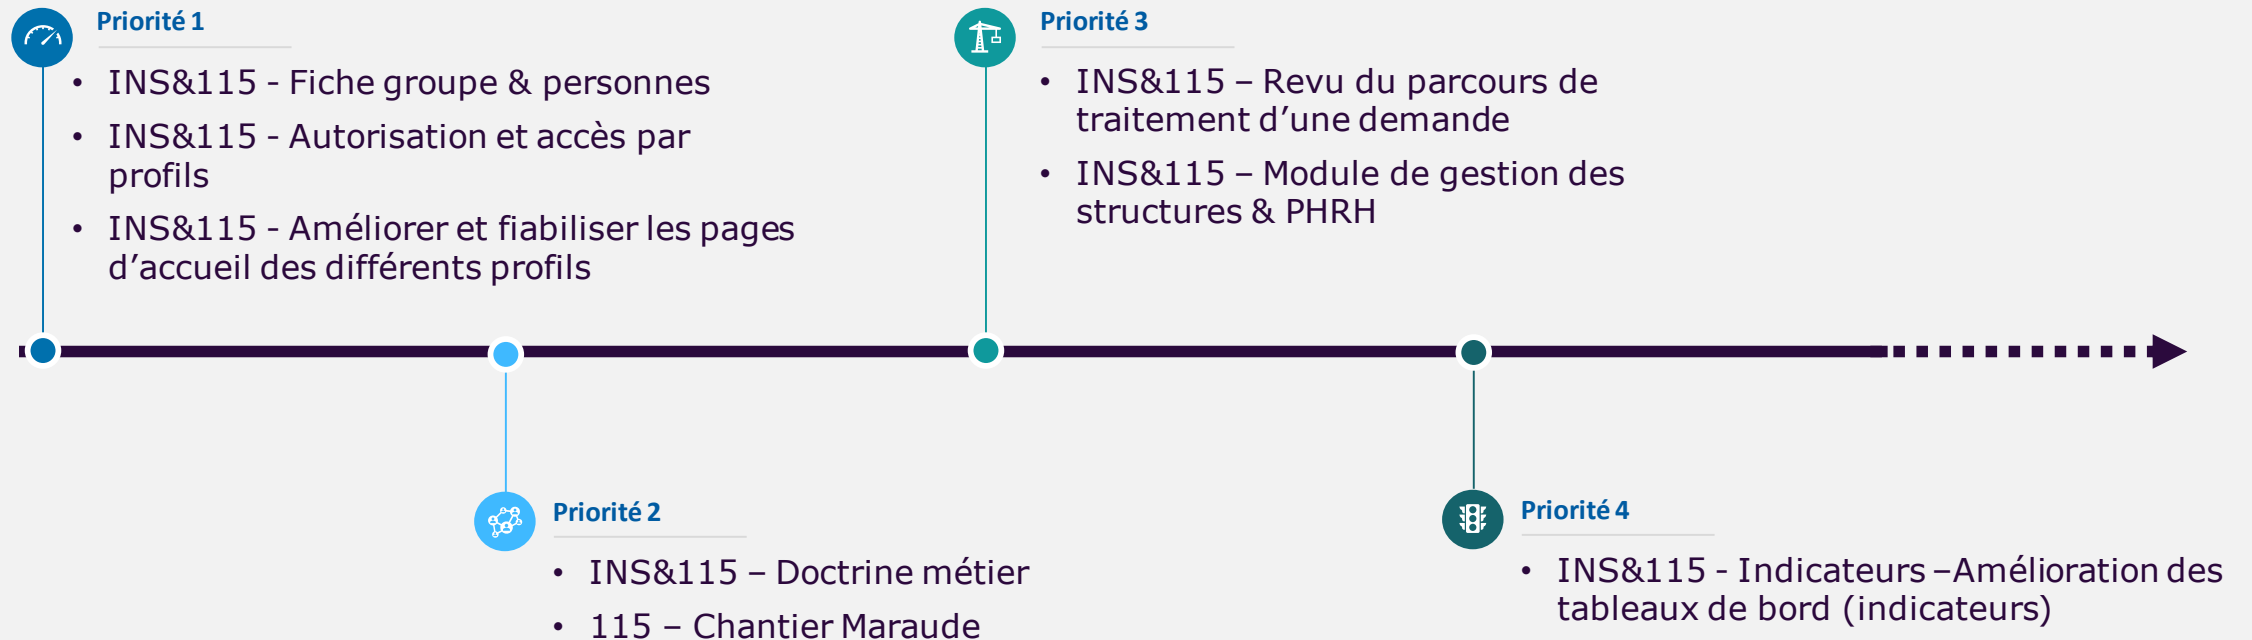 Priorité 1
• INS&115 - Fiche groupe & personnes
• INS&115 - Autorisation et accès par
profils
• INS&115 - Améliorer et fiabiliser les pages
d’accueil des différents profils
Priorité 2
• INS&115 – Doctrine métier
• 115 – Chantier Maraude
Priorité 3
• INS&115 – Revu du parcours de
traitement d’une demande
• INS&115 – Module de gestion des
structures & PHRH
Priorité 4
• INS&115 - Indicateurs –Amélioration des
tableaux de bord (indicateurs)